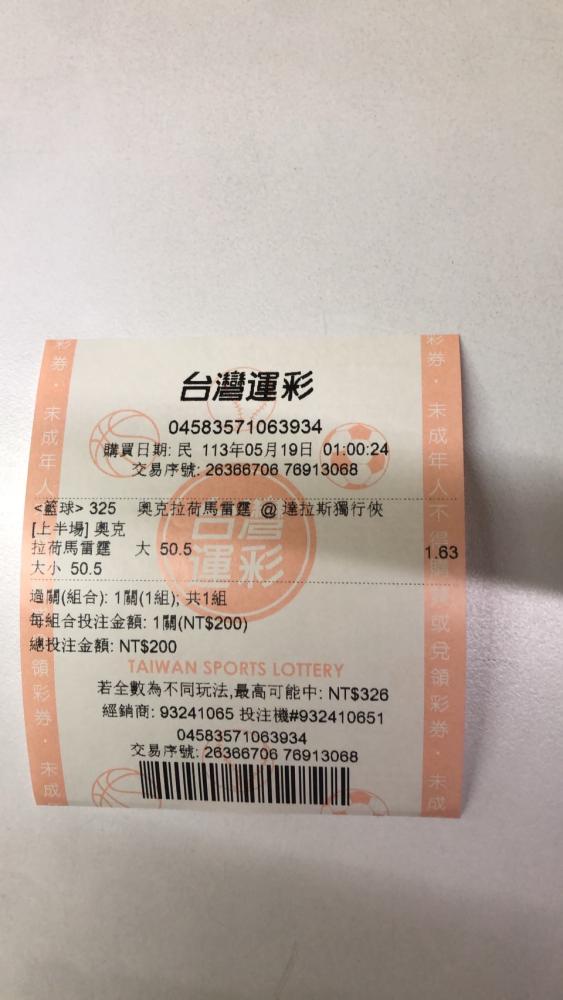 台灣運彩
04583571063934
購買日期: 民 113年05月19日 01:00:24
交易序號: 26366706 76913068
<籃球> 325 奧克拉荷馬雷霆 @ 達拉斯獨行俠
[上半場] 奧克
拉荷馬雷霆 大 50.5 1.63
大小 50.5
台灣
運彩
過關(組合): 1關(1組); 共1組
每組合投注金額: 1關(NT$200)
總投注金額: NT$200
TAIWAN SPORTS LOTTERY
若全數為不同玩法,最高可能中: NT$326
經銷商: 93241065 投注機#932410651
04583571063934
交易序號: 26366706 76913068
彩券・未成年人
領彩券・未成
彩券・未成年人不得
或兌領彩券・未成